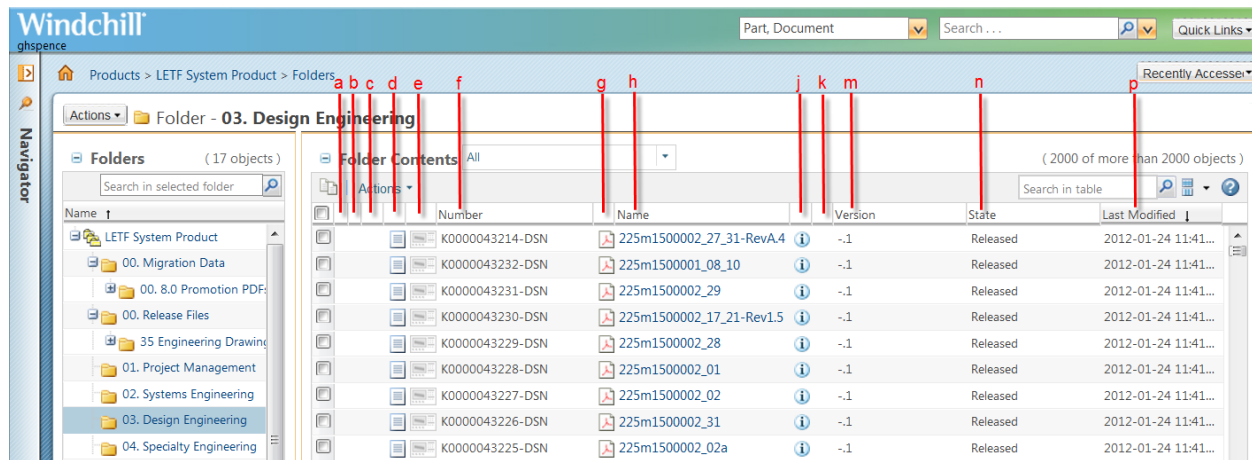 Windchill
ghspence
Part, Document
Search . . .
Quick Links
Products > LETF System Product > Folders
Recently Accesse
a b c d e f g h j k m n p
Actions Folder - 03. Design Engineering
Navigator
Folders ( 17 objects )
Search in selected folder
Name
LETF System Product
00. Migration Data
00. 8.0 Promotion PDF
00. Release Files
35 Engineering Drawing
01. Project Management
02. Systems Engineering
03. Design Engineering
04. Specialty Engineering
Folder Contents All ( 2000 of more than 2000 objects )
Actions Search in table
Number Name Version State Last Modified
K0000043214-DSN 225m1500002_27_31-RevA.4 -.1 Released 2012-01-24 11:41...
K0000043232-DSN 225m1500001_08_10 -.1 Released 2012-01-24 11:41...
K0000043231-DSN 225m1500002_29 -.1 Released 2012-01-24 11:41...
K0000043230-DSN 225m1500002_17_21-Rev1.5 -.1 Released 2012-01-24 11:41...
K0000043229-DSN 225m1500002_28 -.1 Released 2012-01-24 11:41...
K0000043228-DSN 225m1500002_01 -.1 Released 2012-01-24 11:41...
K0000043227-DSN 225m1500002_02 -.1 Released 2012-01-24 11:41...
K0000043226-DSN 225m1500002_31 -.1 Released 2012-01-24 11:41...
K0000043225-DSN 225m1500002_02a -.1 Released 2012-01-24 11:41...